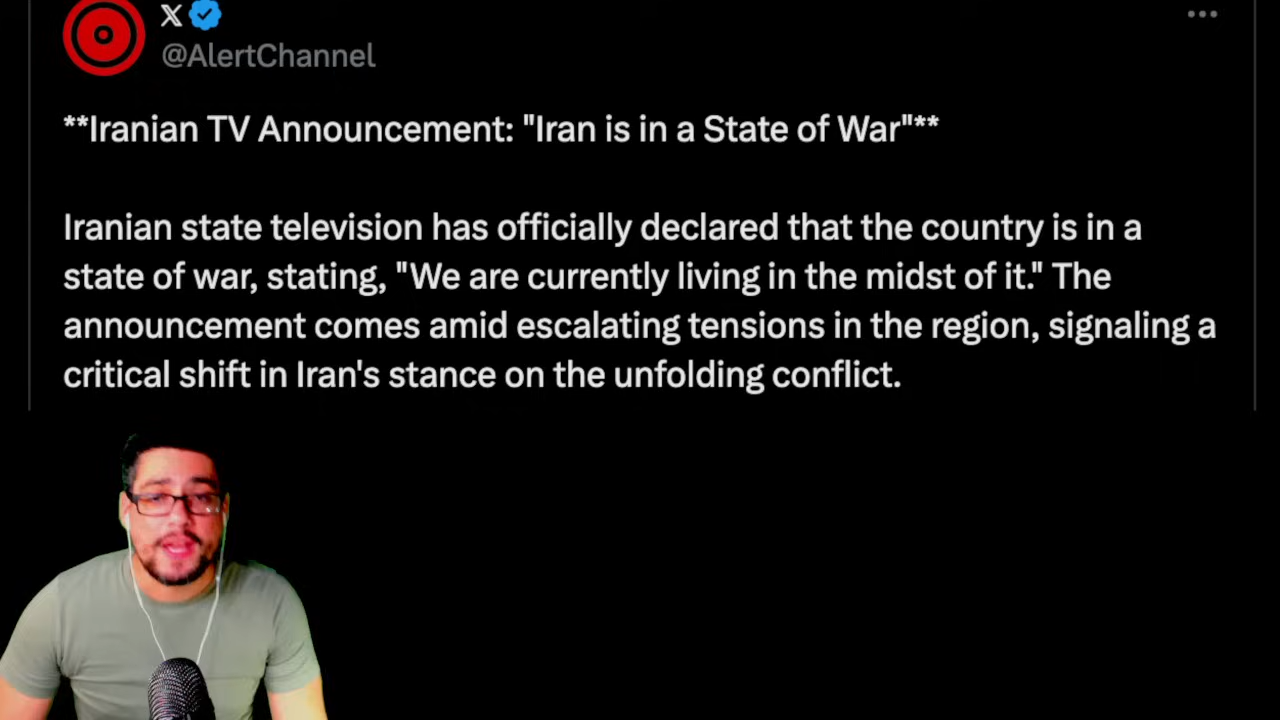 @AlertChannel
**Iranian TV Announcement: "Iran is in a State of War"**
Iranian state television has officially declared that the country is in a
state of war, stating, "We are currently living in the midst of it." The
announcement comes amid escalating tensions in the region, signaling a
critical shift in Iran's stance on the unfolding conflict.